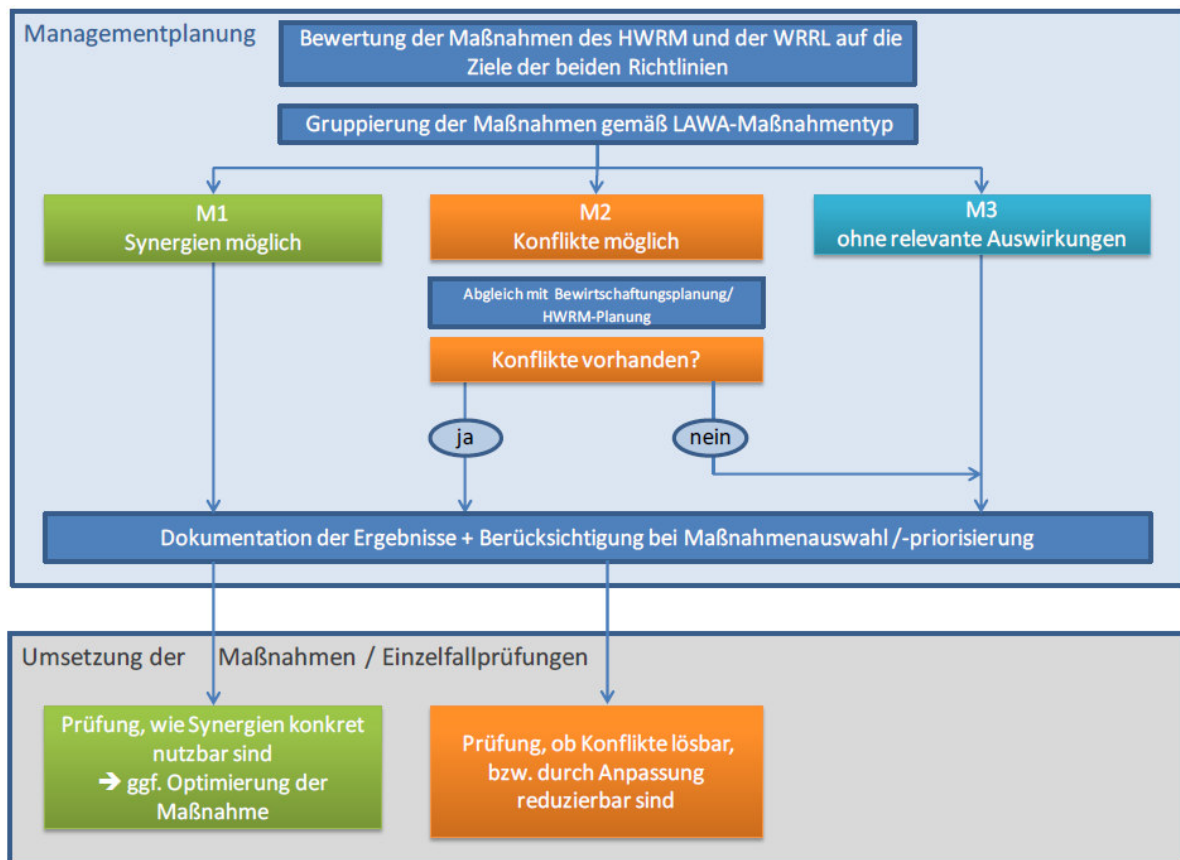 Managementplanung
Bewertung der Maßnahmen des HWRM und der WRRL auf die
Ziele der beiden Richtlinien
Gruppierung der Maßnahmen gemäß LAWA-Maßnahmentyp
M1
Synergien möglich
M2
Konflikte möglich
M3
ohne relevante Auswirkungen
Abgleich mit Bewirtschaftungsplanung/
HWRM-Planung
Konflikte vorhanden?
ja
nein
Dokumentation der Ergebnisse + Berücksichtigung bei Maßnahmenauswahl /-priorisierung
Umsetzung der Maßnahmen / Einzelfallprüfungen
Prüfung, wie Synergien konkret
nutzbar sind
➔ ggf. Optimierung der
Maßnahme
Prüfung, ob Konflikte lösbar,
bzw. durch Anpassung
reduzierbar sind